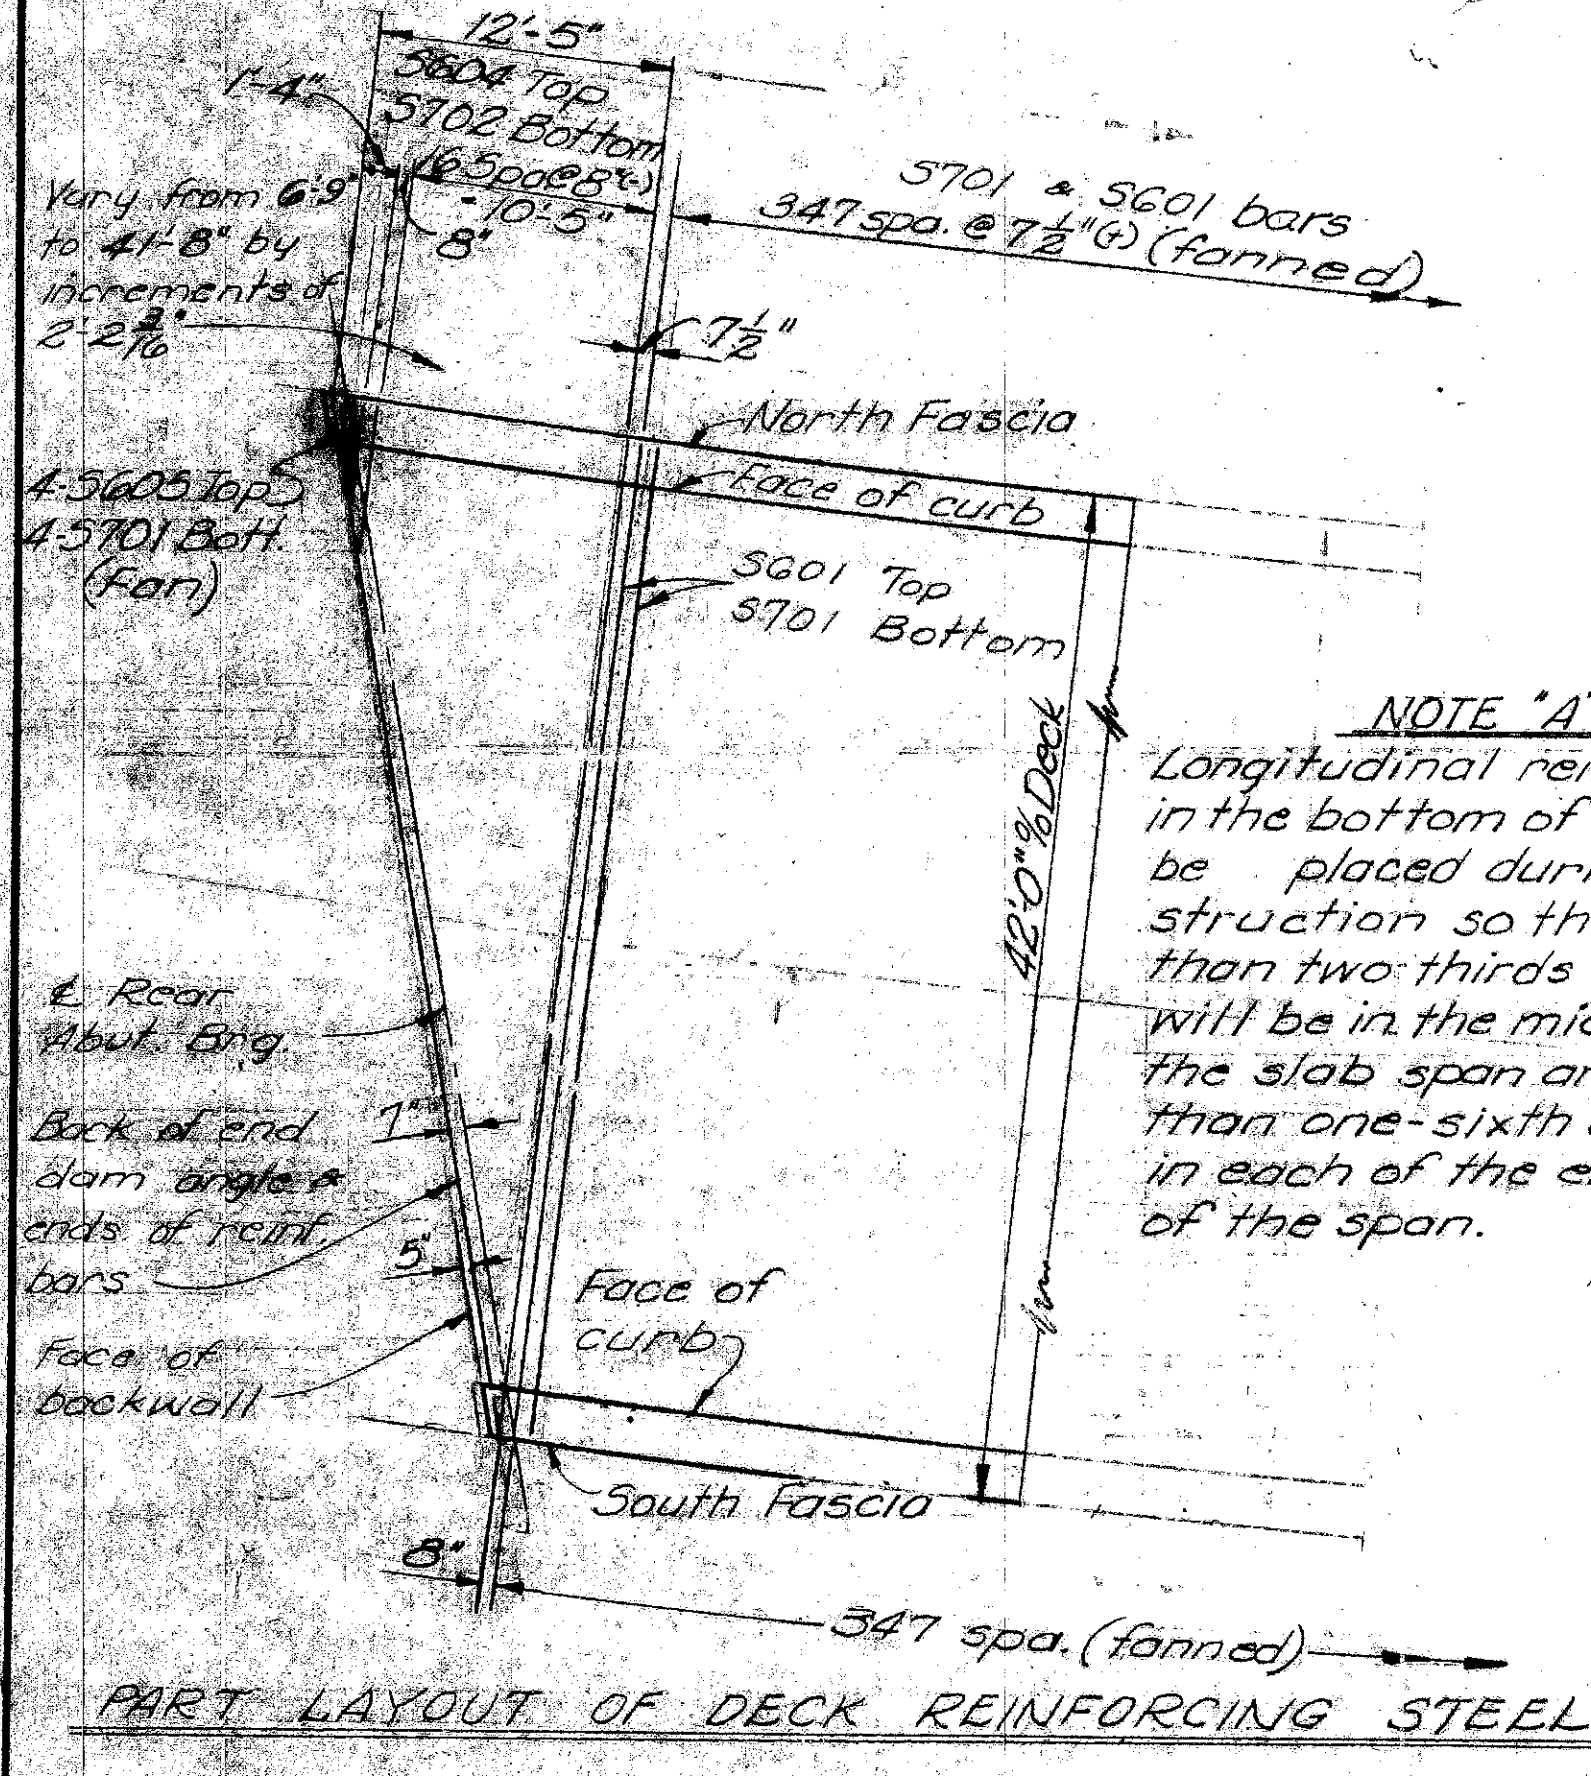 12'-5"
1'-4"
S604 Top
S702 Bottom
16 Spa @ 8"(-)
- 10'-5"
8"
S701 & S601 bars
347 spa. @ 7 1/2"(+) (fanned)
Vary from 6'-9"
to 41'-8" by
increments of
2'-2 3/16"
7 1/2"
North Fascia
Face of curb
4-S605 Top
4-S701 Bott.
(Fan)
S601 Top
S701 Bottom
42'-0" % Deck
NOTE "A"
Longitudinal rei
in the bottom of
be placed duri
struction so th
than two-thirds
will be in the mid
the slab span an
than one-sixth
in each of the e
of the span.
℄ Rear
Abut. Brg.
Back of end
dam angle &
ends of reinf.
bars
7"
5"
Face of
backwall
Face of
curb
South Fascia
8"
347 spa. (fanned)
PART LAYOUT OF DECK REINFORCING STEEL